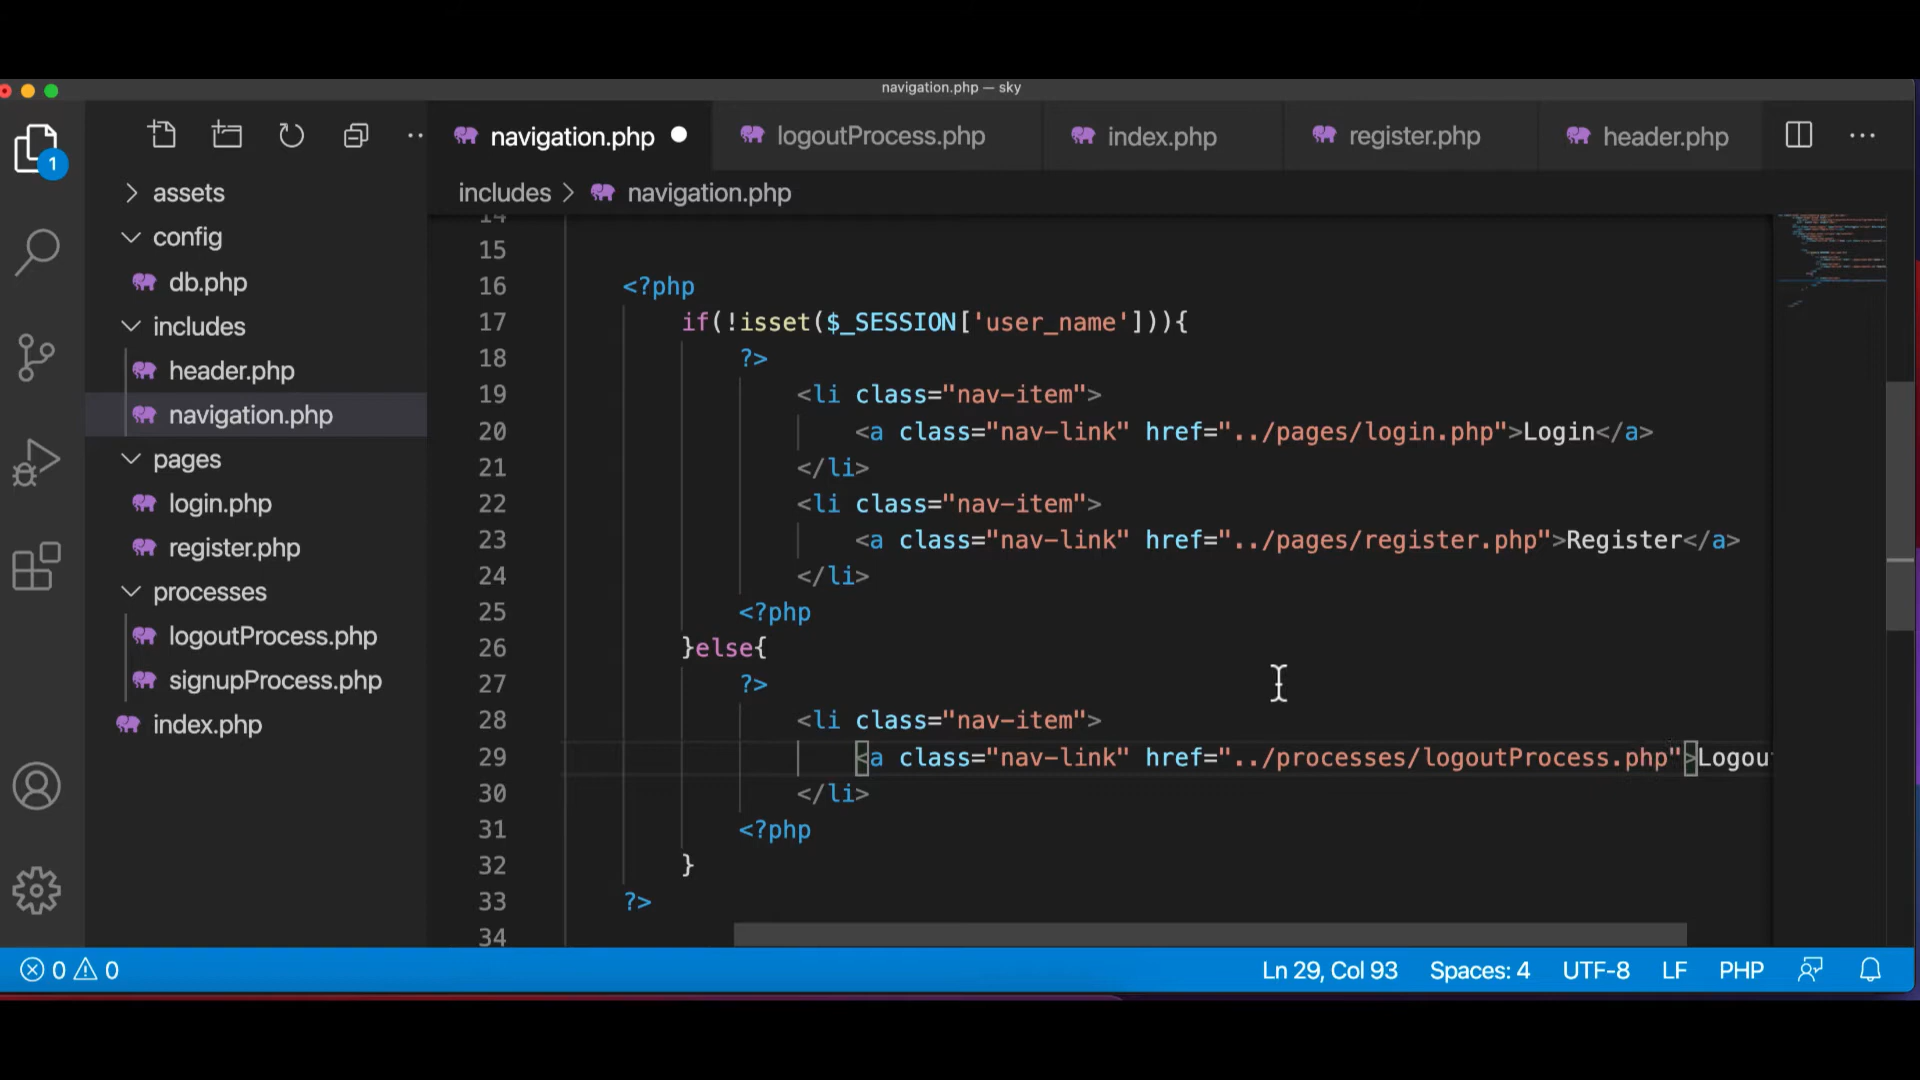 navigation.php — sky
navigation.php
logoutProcess.php
index.php
register.php
header.php
includes > navigation.php
1
assets
config
db.php
includes
header.php
navigation.php
pages
login.php
register.php
processes
logoutProcess.php
signupProcess.php
index.php
14
15
16 <?php
17 if(!isset($_SESSION['user_name'])){
18 ?>
19 <li class="nav-item">
20 <a class="nav-link" href="../pages/login.php">Login</a>
21 </li>
22 <li class="nav-item">
23 <a class="nav-link" href="../pages/register.php">Register</a>
24 </li>
25 <?php
26 }else{
27 ?>
28 <li class="nav-item">
29 <a class="nav-link" href="../processes/logoutProcess.php">Logou
30 </li>
31 <?php
32 }
33 ?>
34
0 0
Ln 29, Col 93
Spaces: 4
UTF-8
LF
PHP